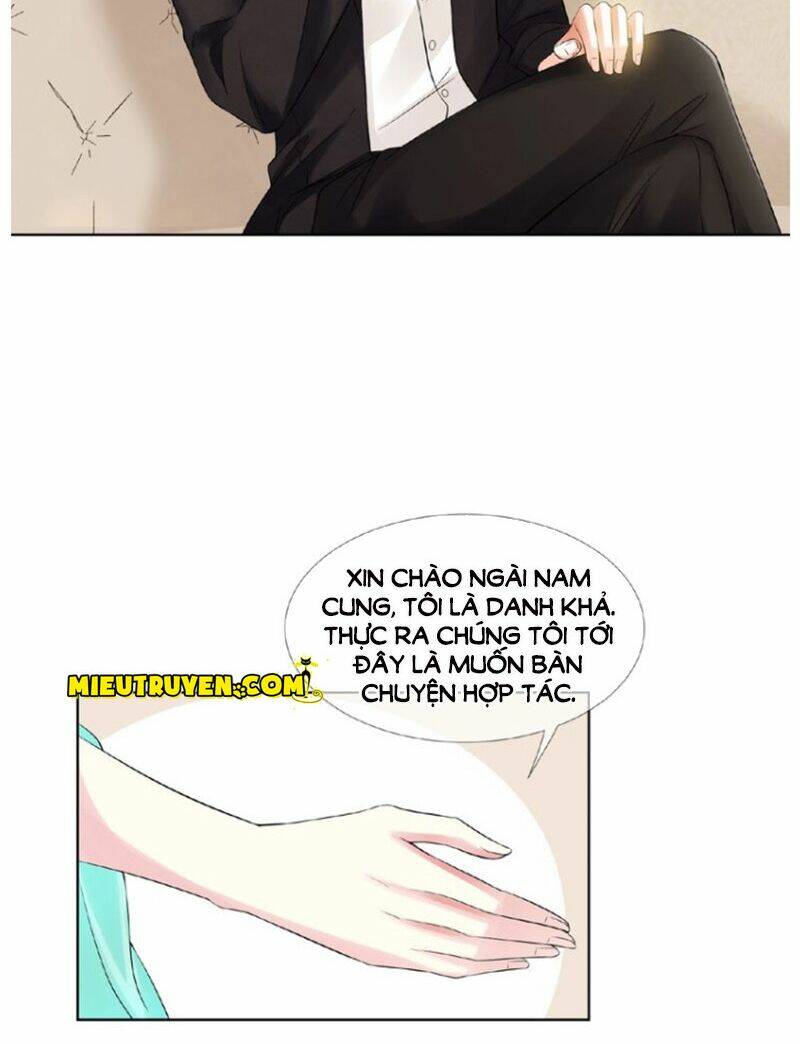 XIN CHÀO NGÀI NAM
CUNG, TÔI LÀ DANH KHẢ.
THỰC RA CHÚNG TÔI TỚI
ĐÂY LÀ MUỐN BÀN
CHUYỆN HỢP TÁC.
MIEUTRUYEN.COM